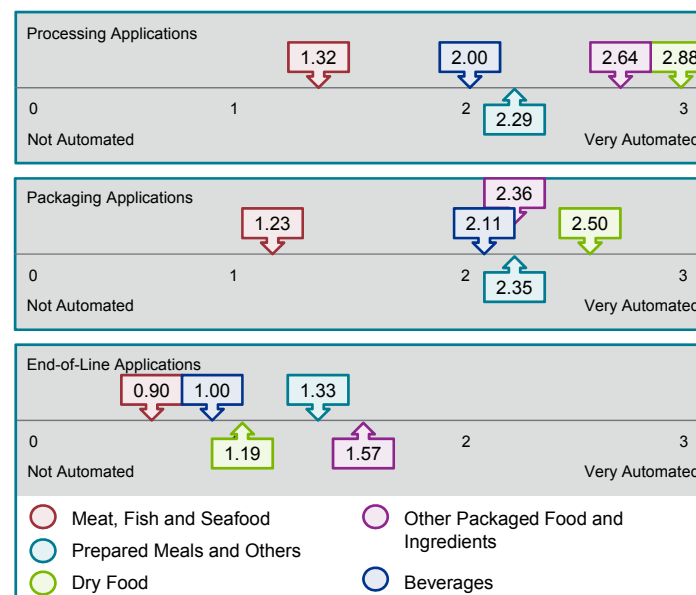 Processing Applications
1.32
2.00
2.64
2.88
0
1
2
3
2.29
Not Automated
Very Automated
Packaging Applications
2.36
1.23
2.11
2.50
0
1
2
3
2.35
Not Automated
Very Automated
End-of-Line Applications
0.90
1.00
1.33
0
2
3
1.19
1.57
Not Automated
Very Automated
Meat, Fish and Seafood
Prepared Meals and Others
Dry Food
Other Packaged Food and
Ingredients
Beverages